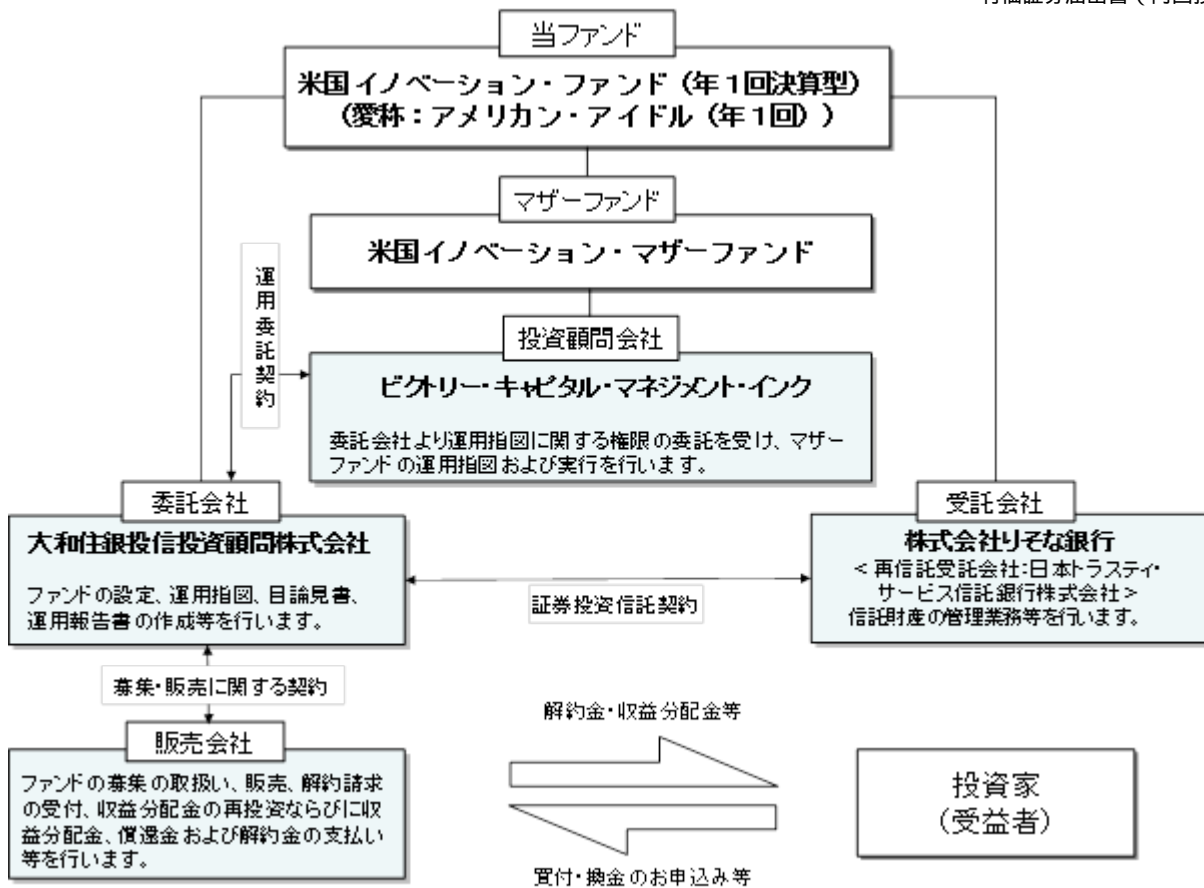 有価証券届出書
当ファンド
米国イノベーション・ファンド（年１回決算型）
（愛称：アメリカン・アイドル（年１回））
マザーファンド
米国イノベーション・マザーファンド
運用委託契約
投資顧問会社
ビクトリー・キャピタル・マネジメント・インク
委託会社より運用指図に関する権限の委託を受け、マザー
ファンドの運用指図および実行を行います。
委託会社
大和住銀投信投資顧問株式会社
ファンドの設定、運用指図、目論見書、
運用報告書の作成等を行います。
証券投資信託契約
受託会社
株式会社りそな銀行
＜再信託受託会社：日本トラスティ・
サービス信託銀行株式会社＞
信託財産の管理業務等を行います。
募集・販売に関する契約
販売会社
ファンドの募集の取扱い、販売、解約請求
の受付、収益分配金の再投資ならびに収
益分配金、償還金および解約金の支払い
等を行います。
解約金・収益分配金等
買付・換金のお申込み等
投資家
（受益者）